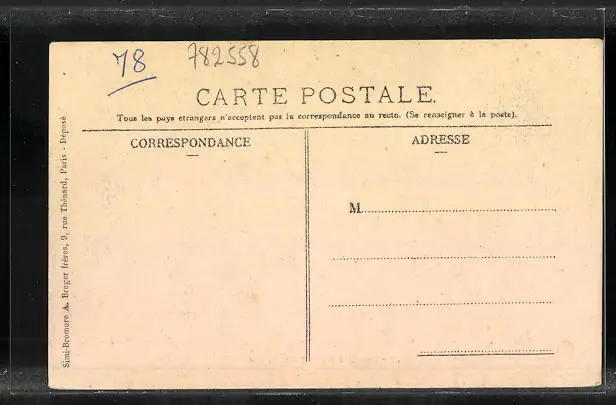 78 782558
CARTE POSTALE.
Tous les pays etrangers n'acceptent pas la correspondance au recto. (Se renseigner à la poste).
CORRESPONDANCE
ADRESSE
M
Simi-Bromure A. Breger frères, 9, rue Thénard, Paris - Déposé